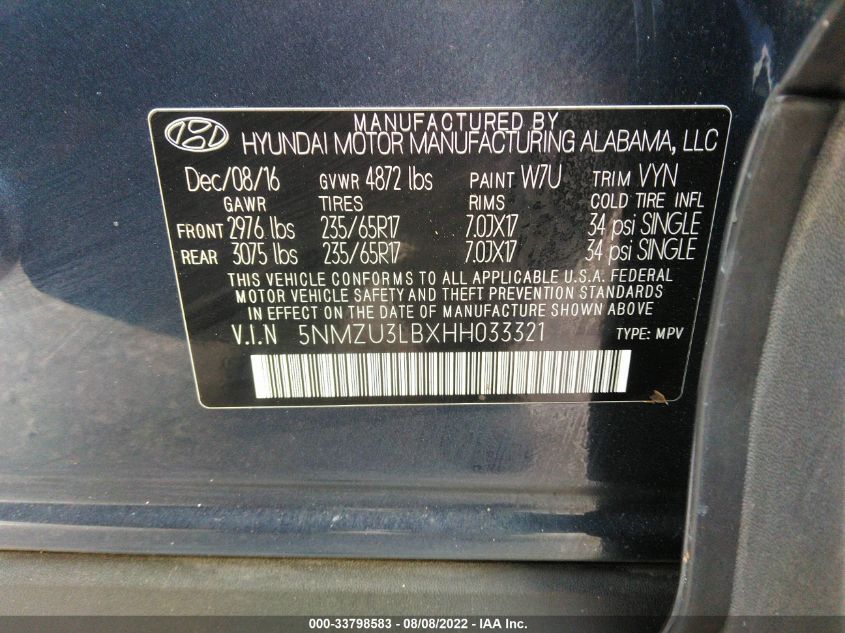 MANUFACTURED BY
HYUNDAI MOTOR MANUFACTURING ALABAMA, LLC
Dec/08/16 GVWR 4872 lbs PAINT W7U TRIM VYN
GAWR TIRES RIMS COLD TIRE INFL
FRONT 2976 lbs 235/65R17 7.0JX17 34 psi SINGLE
REAR 3075 lbs 235/65R17 7.0JX17 34 psi SINGLE
THIS VEHICLE CONFORMS TO ALL APPLICABLE U.S.A. FEDERAL
MOTOR VEHICLE SAFETY AND THEFT PREVENTION STANDARDS
IN EFFECT ON THE DATE OF MANUFACTURE SHOWN ABOVE
V.I.N 5NMZU3LBXHH033321 TYPE: MPV
000-33798583 - 08/08/2022 - IAA Inc.